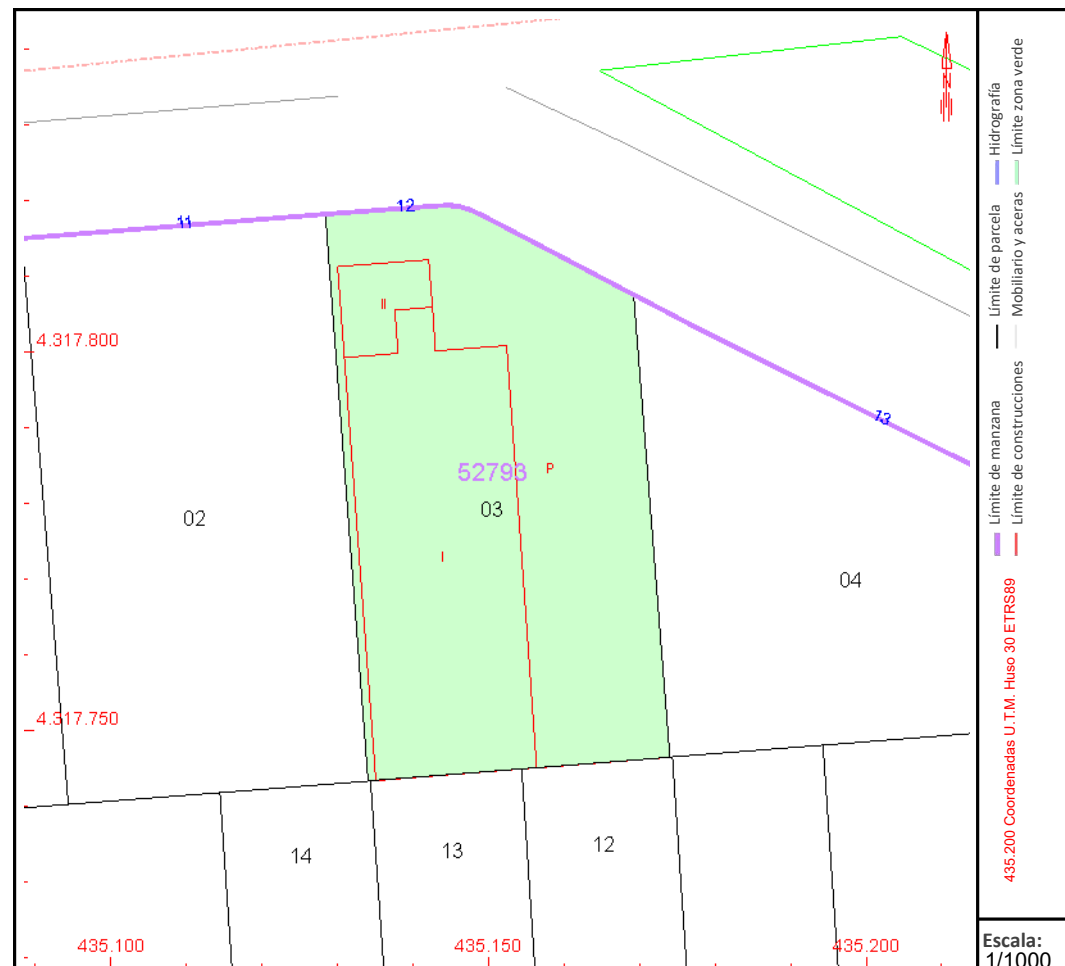 11
12
N
II
4.317.800
13
52793
P
03
02
I
04
4.317.750
14
13
12
435.100
435.150
435.200
Límite de manzana
Límite de construcciones
Límite de parcela
Mobiliario y aceras
Hidrografía
Límite zona verde
435.200 Coordenadas U.T.M. Huso 30 ETRS89
Escala:
1/1000